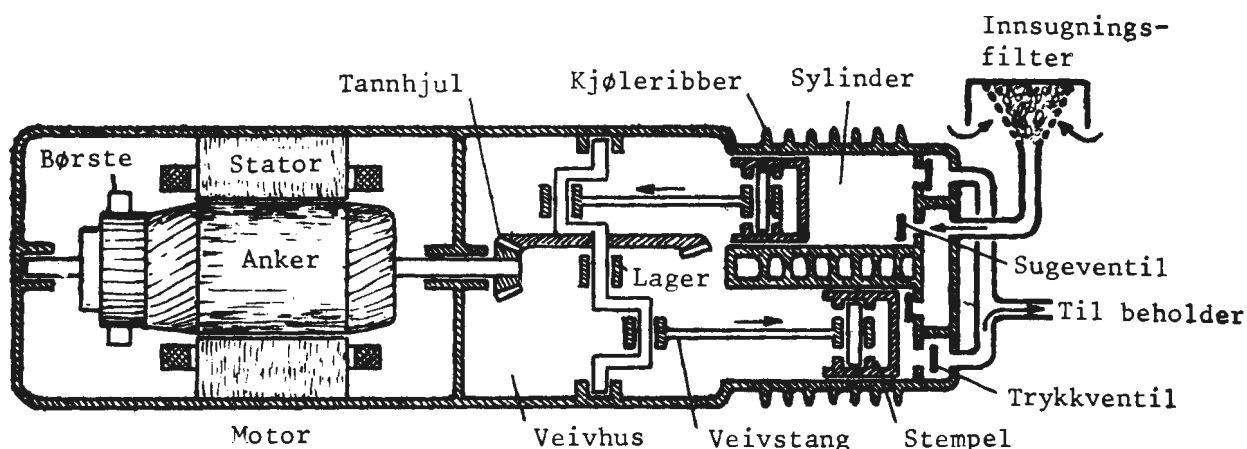 Innsugnings-
filter
Tannhjul
Kjøleribber
Sylinder
Børste
Stator
Anker
Lager
Sugeventil
Til beholder
Trykkventil
Motor
Veivhus
Veivstang
Stempel